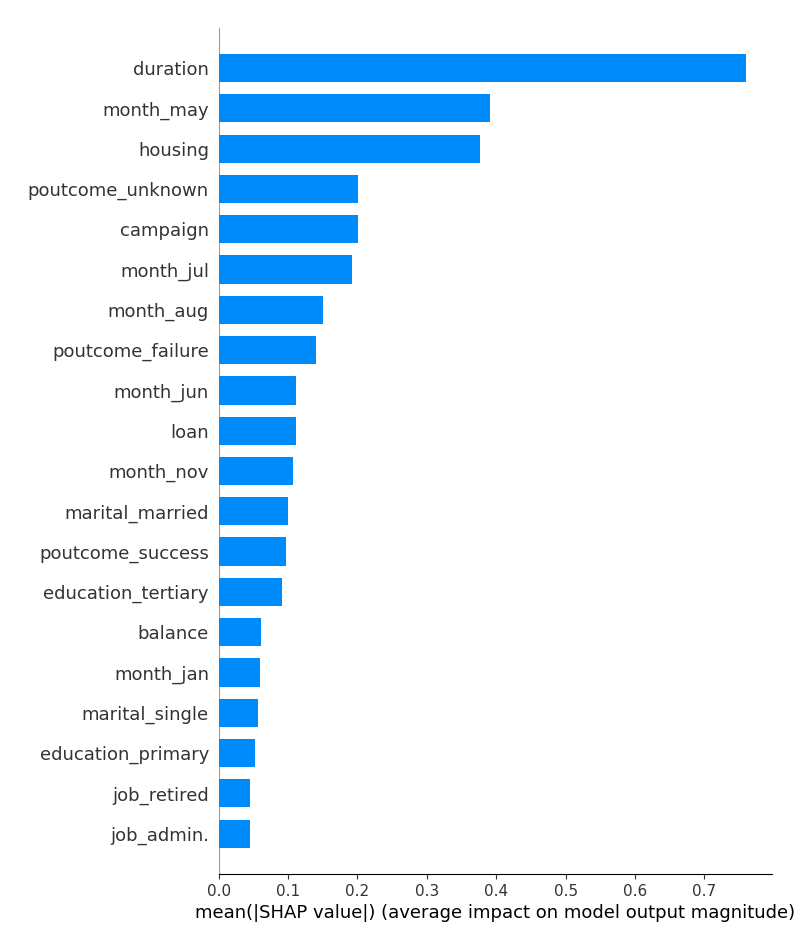 duration
month_may
housing
poutcome_unknown
campaign
month_jul
month_aug
poutcome_failure
month_jun
loan
month_nov
marital_married
poutcome_success
education_tertiary
balance
month_jan
marital_single
education_primary
job_retired
job_admin.
0.0 0.1 0.2 0.3 0.4 0.5 0.6 0.7
mean(|SHAP value|) (average impact on model output magnitude)